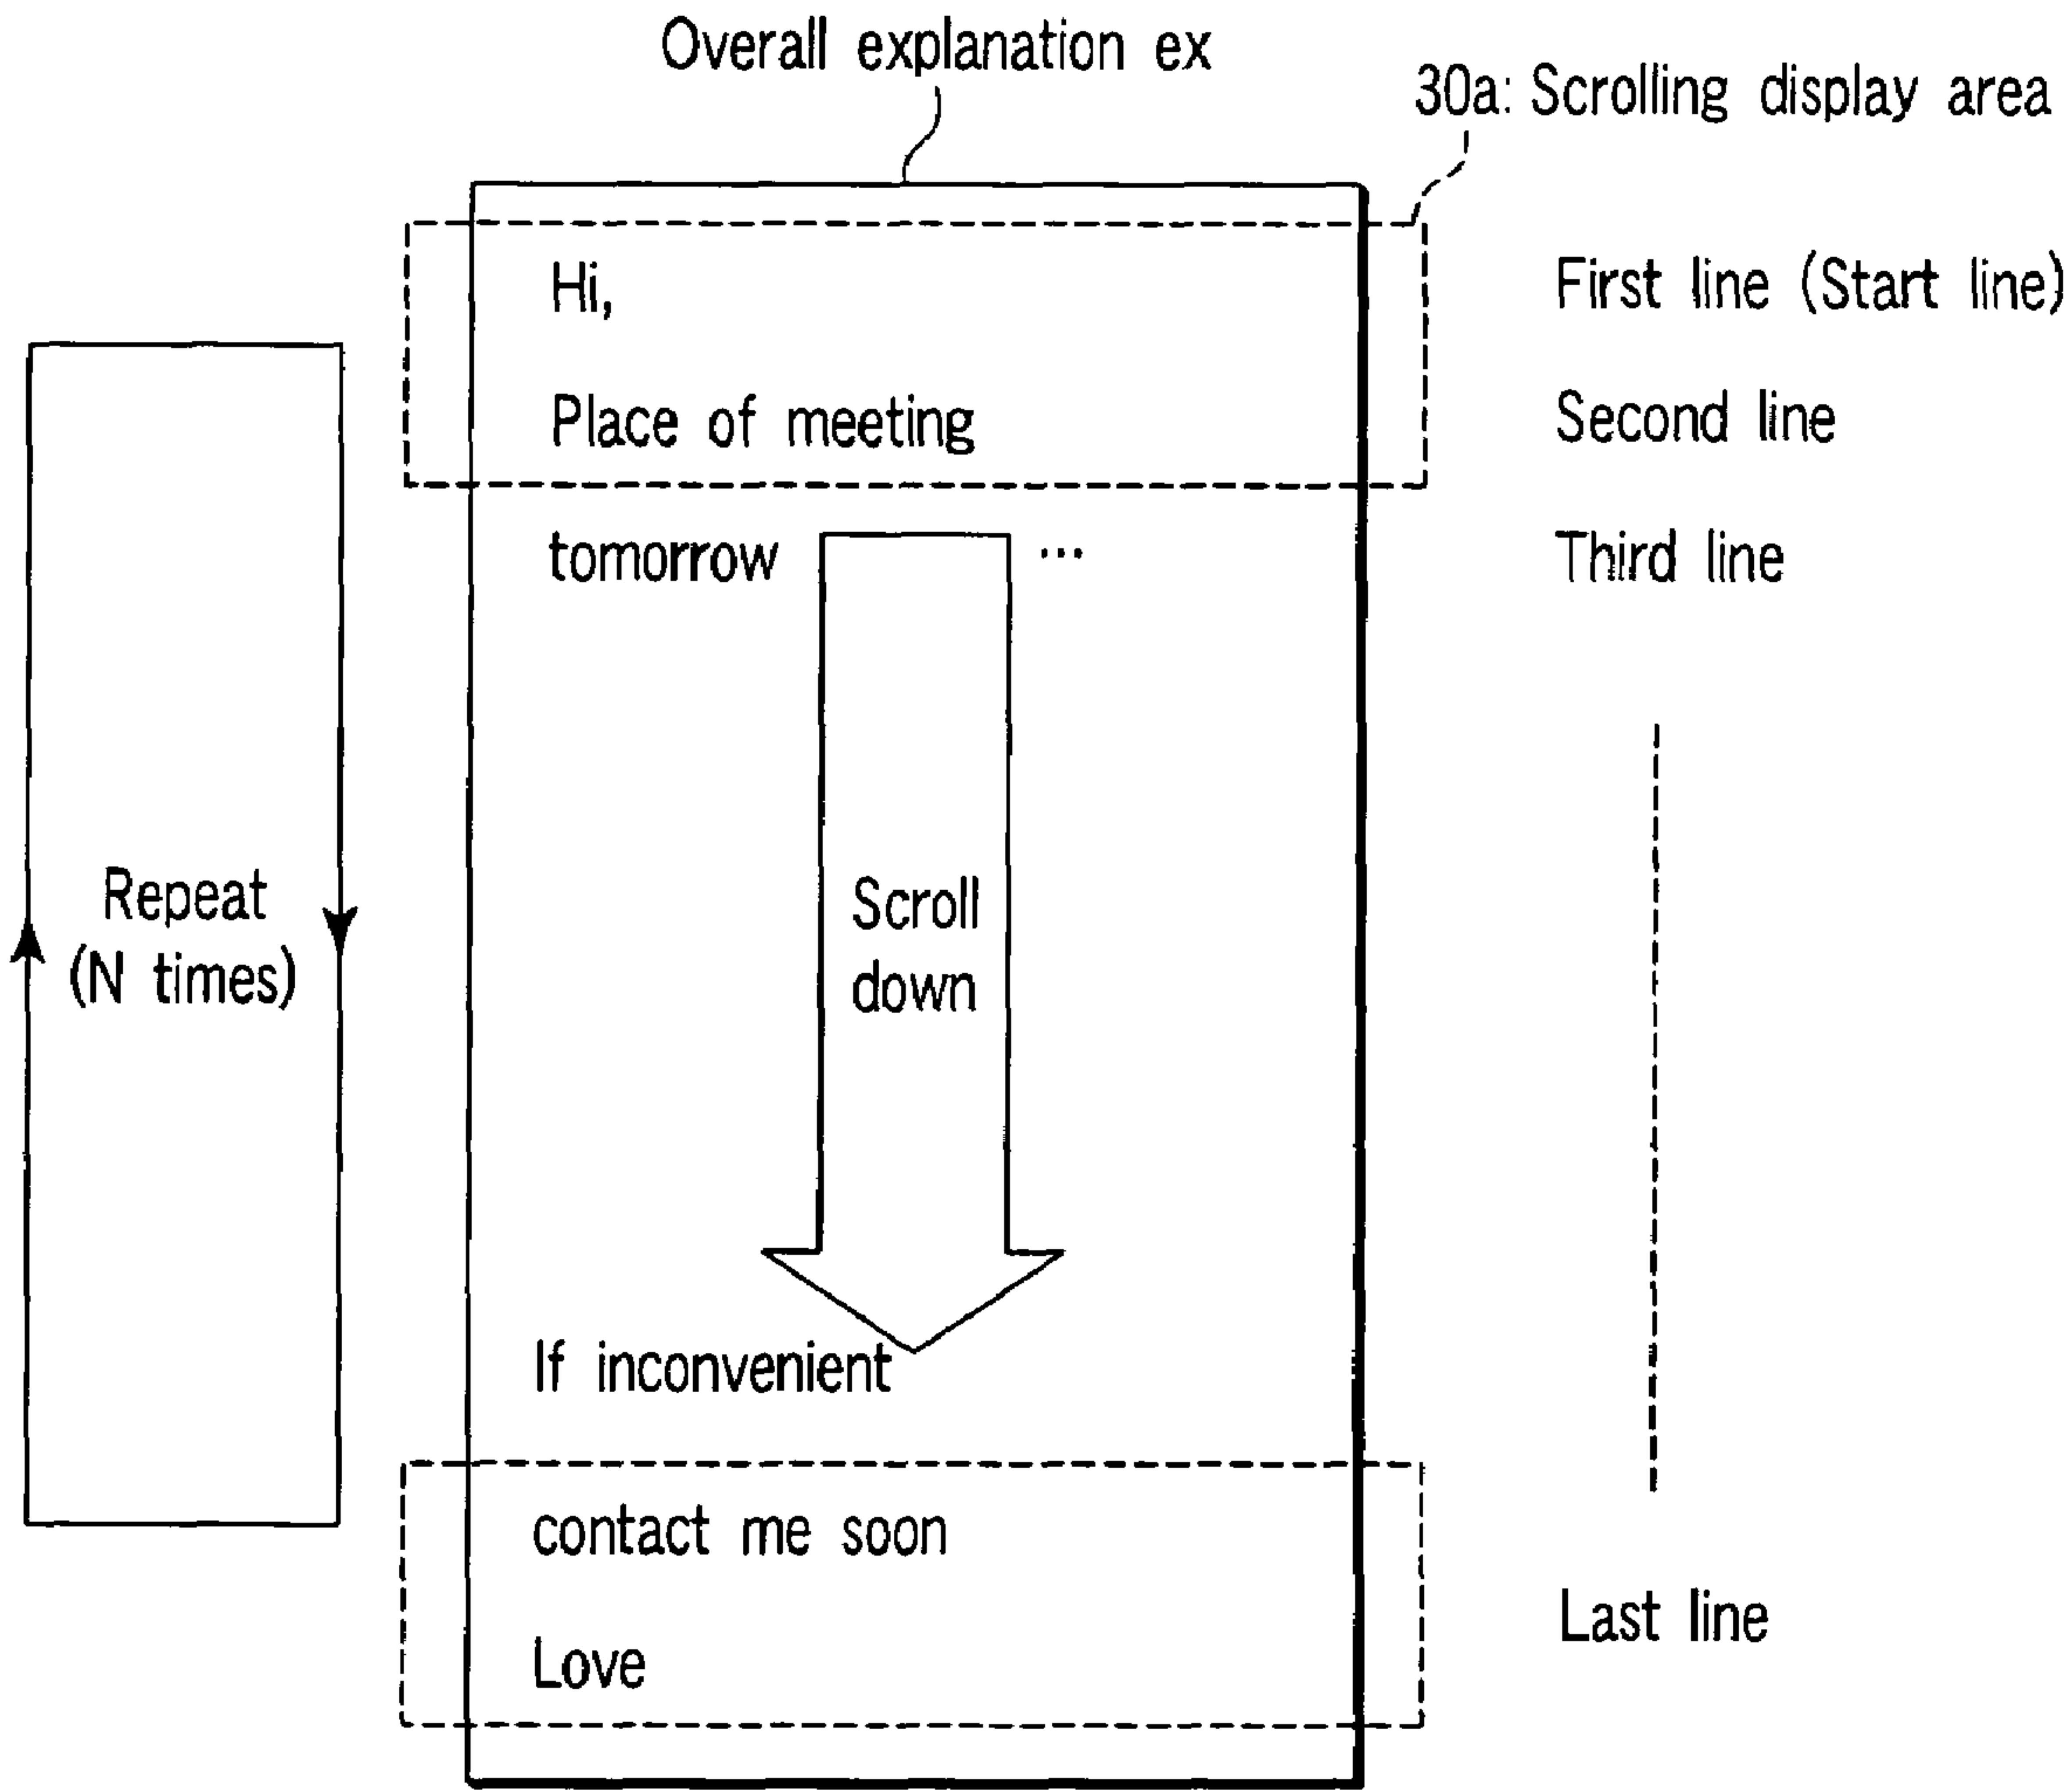 Overall explanation ex
30a: Scrolling display area
Hi,
First line (Start line)
Place of meeting
Second line
tomorrow ...
Third line
Repeat
(N times)
Scroll
down
If inconvenient
contact me soon
Last line
Love